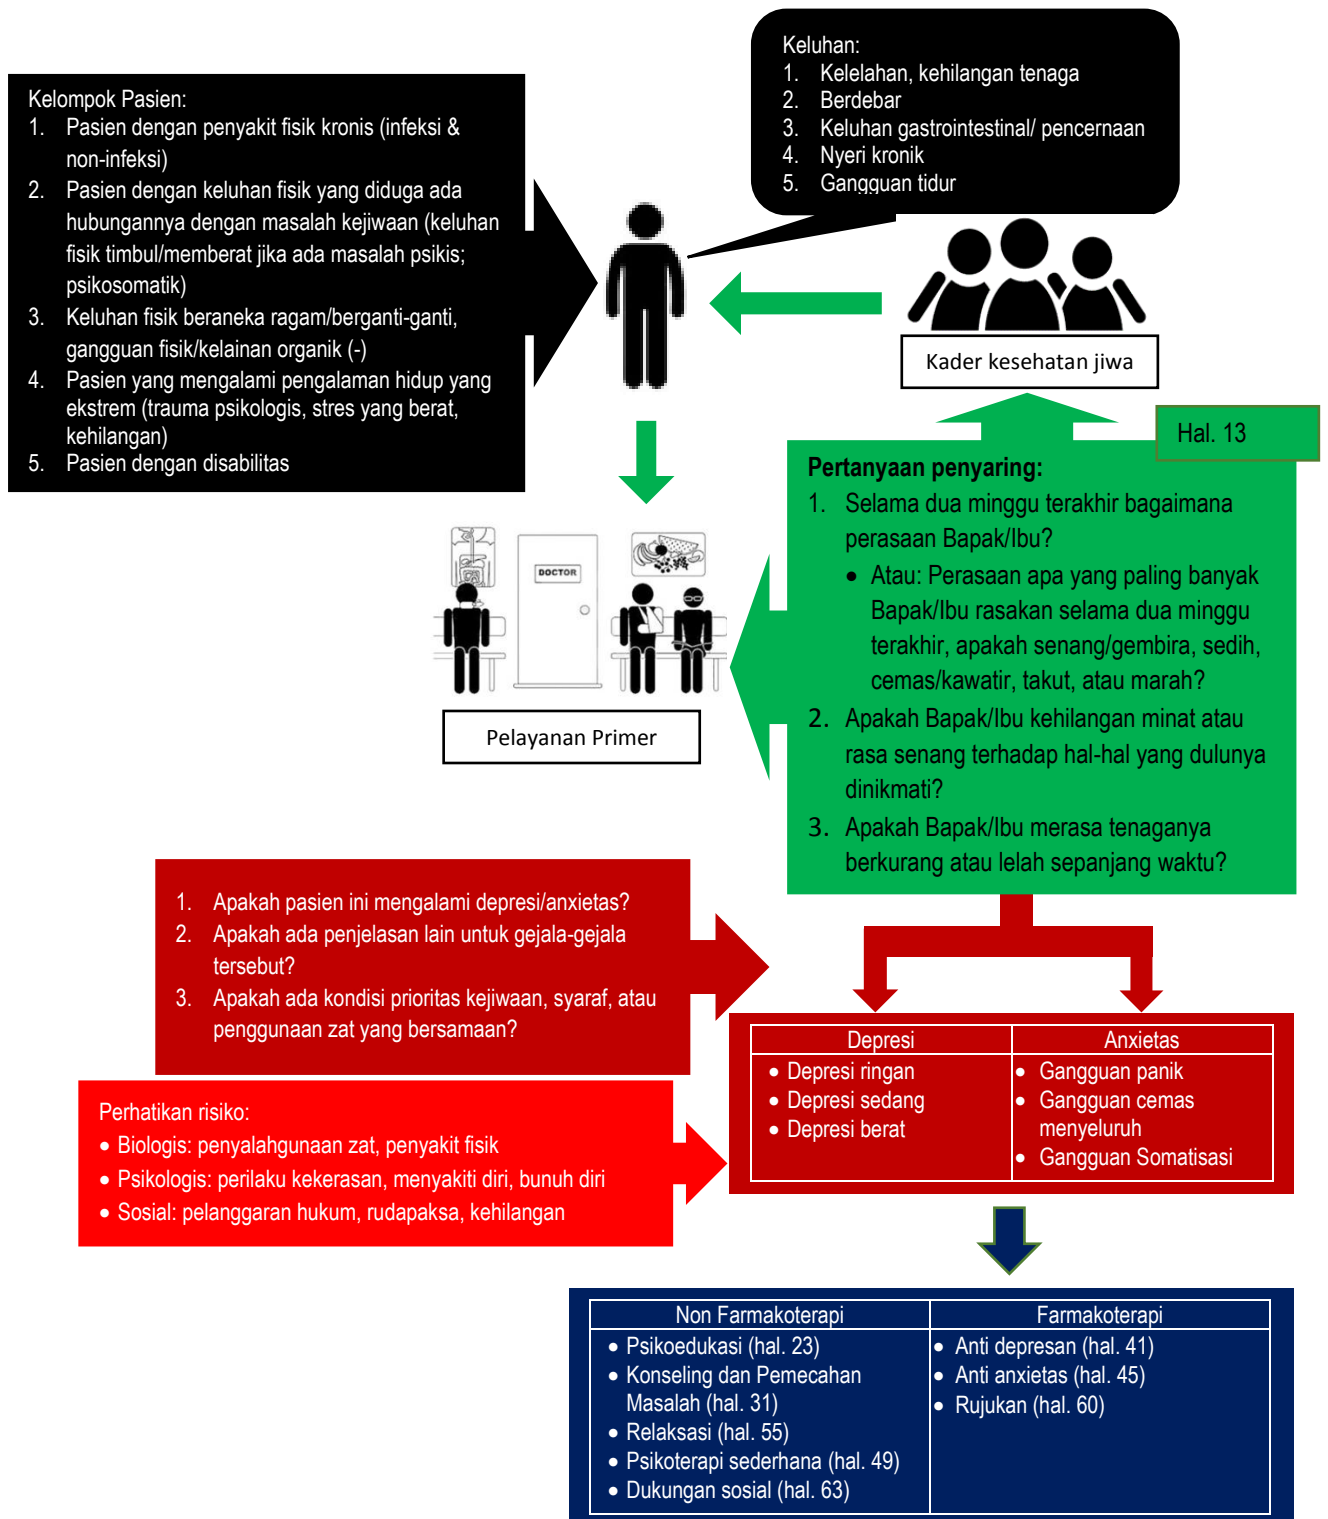 Keluhan:
1. Kelelahan, kehilangan tenaga
2. Berdebar
3. Keluhan gastrointestinal/ pencernaan
4. Nyeri kronik
5. Gangguan tidur
Kelompok Pasien:
1. Pasien dengan penyakit fisik kronis (infeksi &
non-infeksi)
2. Pasien dengan keluhan fisik yang diduga ada
hubungannya dengan masalah kejiwaan (keluhan
fisik timbul/memberat jika ada masalah psikis;
psikosomatik)
3. Keluhan fisik beraneka ragam/berganti-ganti,
gangguan fisik/kelainan organik (-)
4. Pasien yang mengalami pengalaman hidup yang
ekstrem (trauma psikologis, stres yang berat,
kehilangan)
5. Pasien dengan disabilitas
Kader kesehatan jiwa
Hal. 13
Pertanyaan penyaring:
1. Selama dua minggu terakhir bagaimana
perasaan Bapak/Ibu?
• Atau: Perasaan apa yang paling banyak
Bapak/Ibu rasakan selama dua minggu
terakhir, apakah senang/gembira, sedih,
cemas/kawatir, takut, atau marah?
2. Apakah Bapak/Ibu kehilangan minat atau
rasa senang terhadap hal-hal yang dulunya
dinikmati?
3. Apakah Bapak/Ibu merasa tenaganya
berkurang atau lelah sepanjang waktu?
DOCTOR
Pelayanan Primer
1. Apakah pasien ini mengalami depresi/anxietas?
2. Apakah ada penjelasan lain untuk gejala-gejala
tersebut?
3. Apakah ada kondisi prioritas kejiwaan, syaraf, atau
penggunaan zat yang bersamaan?
Perhatikan risiko:
• Biologis: penyalahgunaan zat, penyakit fisik
• Psikologis: perilaku kekerasan, menyakiti diri, bunuh diri
• Sosial: pelanggaran hukum, rudapaksa, kehilangan
Depresi
• Depresi ringan
• Depresi sedang
• Depresi berat
Anxietas
• Gangguan panik
• Gangguan cemas
menyeluruh
• Gangguan Somatisasi
Non Farmakoterapi
• Psikoedukasi (hal. 23)
• Konseling dan Pemecahan
Masalah (hal. 31)
• Relaksasi (hal. 55)
• Psikoterapi sederhana (hal. 49)
• Dukungan sosial (hal. 63)
Farmakoterapi
• Anti depresan (hal. 41)
• Anti anxietas (hal. 45)
• Rujukan (hal. 60)